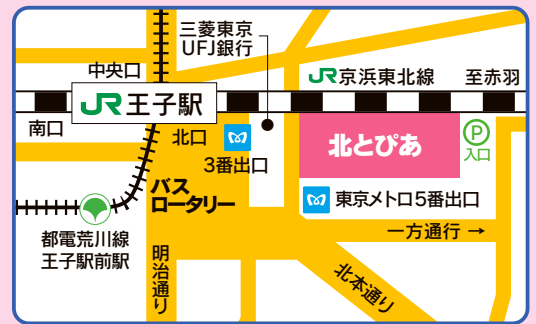 三菱東京
UFJ銀行
中央口
JR京浜東北線
至赤羽
JR王子駅
南口
北口
3番出口
北とぴあ
P
入口
バス
ロータリー
東京メトロ5番出口
一方通行 →
都電荒川線
王子駅前駅
明治通り
北本通り